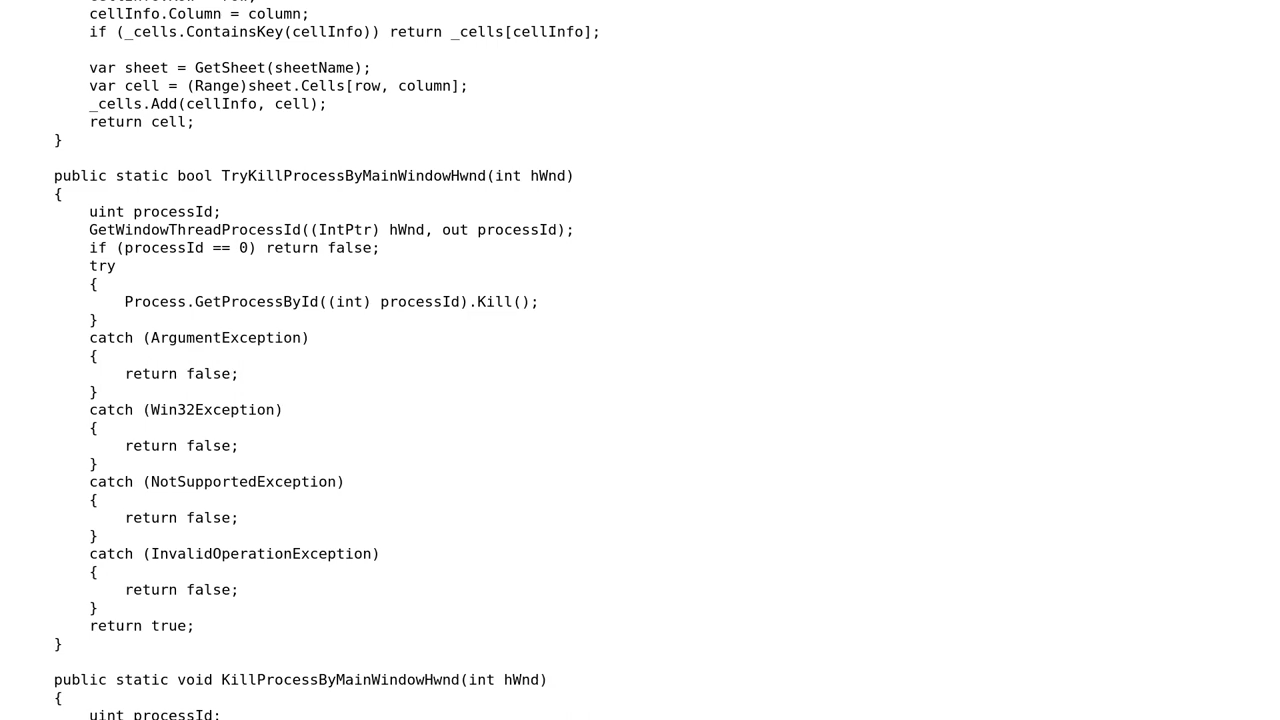 cellInfo.Column = column;
        if (_cells.ContainsKey(cellInfo)) return _cells[cellInfo];

        var sheet = GetSheet(sheetName);
        var cell = (Range)sheet.Cells[row, column];
        _cells.Add(cellInfo, cell);
        return cell;
    }

    public static bool TryKillProcessByMainWindowHwnd(int hWnd)
    {
        uint processId;
        GetWindowThreadProcessId((IntPtr) hWnd, out processId);
        if (processId == 0) return false;
        try
        {
            Process.GetProcessById((int) processId).Kill();
        }
        catch (ArgumentException)
        {
            return false;
        }
        catch (Win32Exception)
        {
            return false;
        }
        catch (NotSupportedException)
        {
            return false;
        }
        catch (InvalidOperationException)
        {
            return false;
        }
        return true;
    }

    public static void KillProcessByMainWindowHwnd(int hWnd)
    {
        uint processId;